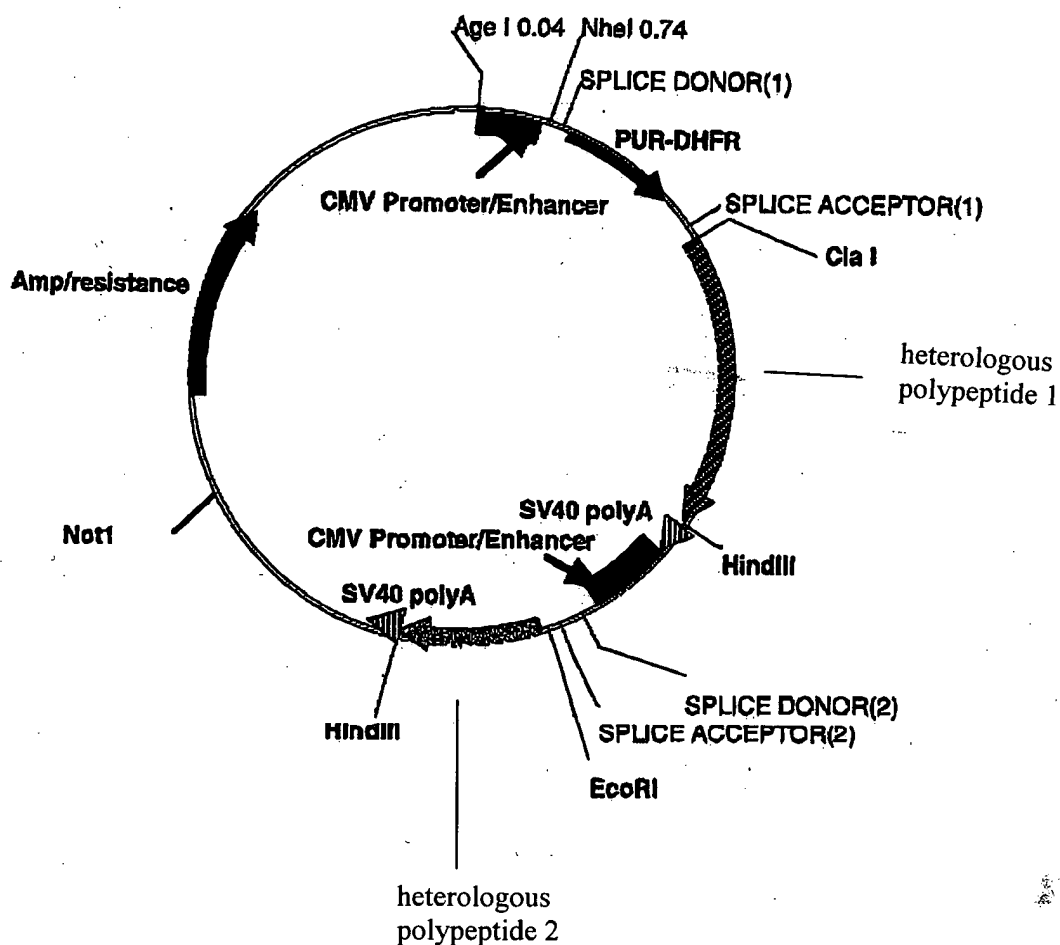 Age I 0.04 NheI 0.74
SPLICE DONOR(1)
PUR-DHFR
CMV Promoter/Enhancer
SPLICE ACCEPTOR(1)
Cla I
Amp/resistance
heterologous
polypeptide 1
SV40 polyA
Not1
CMV Promoter/Enhancer
HindIII
SV40 polyA
SPLICE DONOR(2)
HindIII
SPLICE ACCEPTOR(2)
EcoRI
heterologous
polypeptide 2